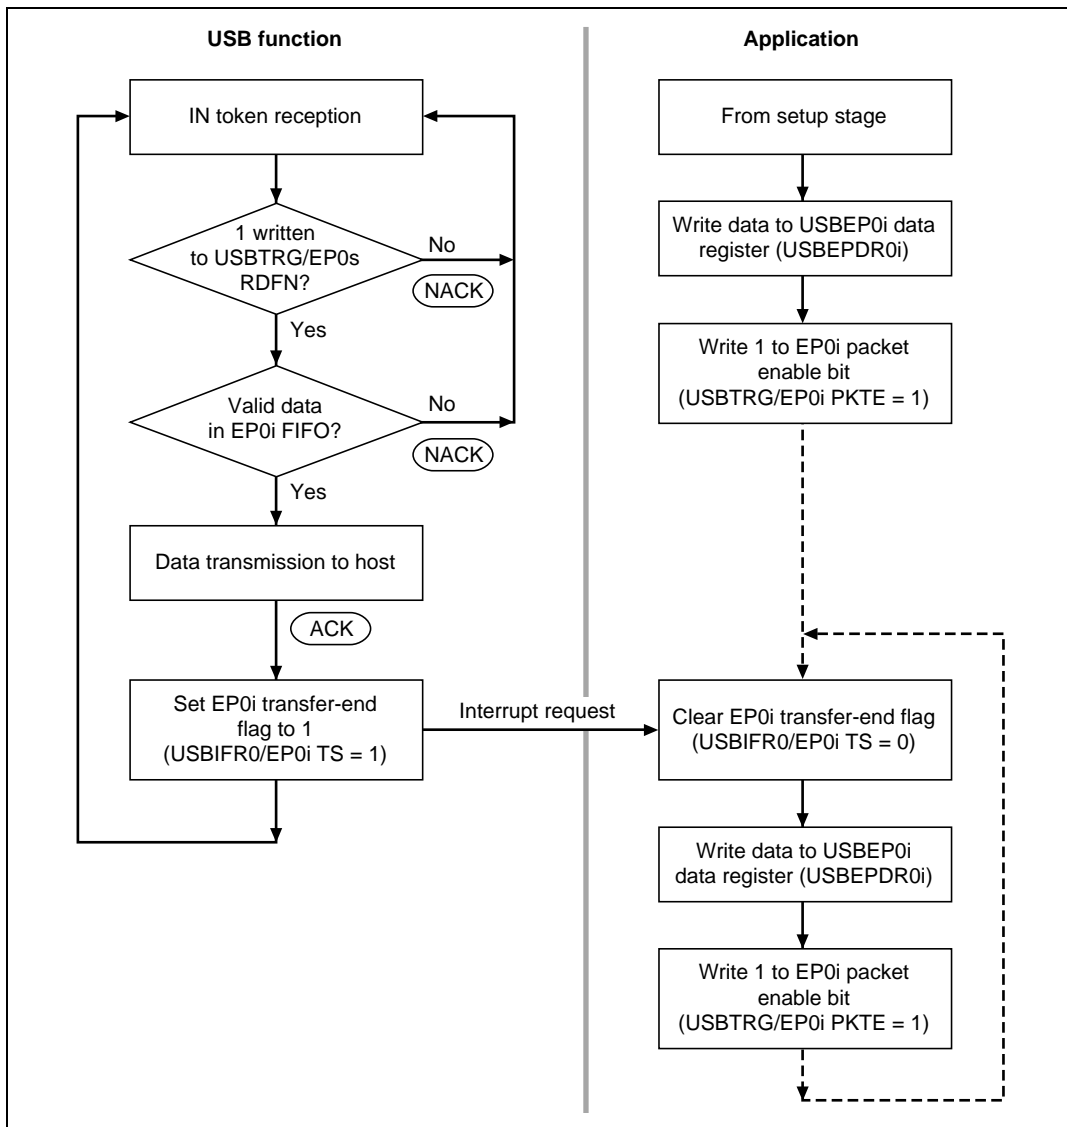 USB function
Application
IN token reception
From setup stage
1 written
to USBTRG/EP0s
RDFN?
No
NACK
Yes
Write data to USBEP0i data
register (USBEPDR0i)
Write 1 to EP0i packet
enable bit
(USBTRG/EP0i PKTE = 1)
Valid data
in EP0i FIFO?
No
NACK
Yes
Data transmission to host
ACK
Set EP0i transfer-end
flag to 1
(USBIFR0/EP0i TS = 1)
Interrupt request
Clear EP0i transfer-end flag
(USBIFR0/EP0i TS = 0)
Write data to USBEP0i
data register (USBEPDR0i)
Write 1 to EP0i packet
enable bit
(USBTRG/EP0i PKTE = 1)